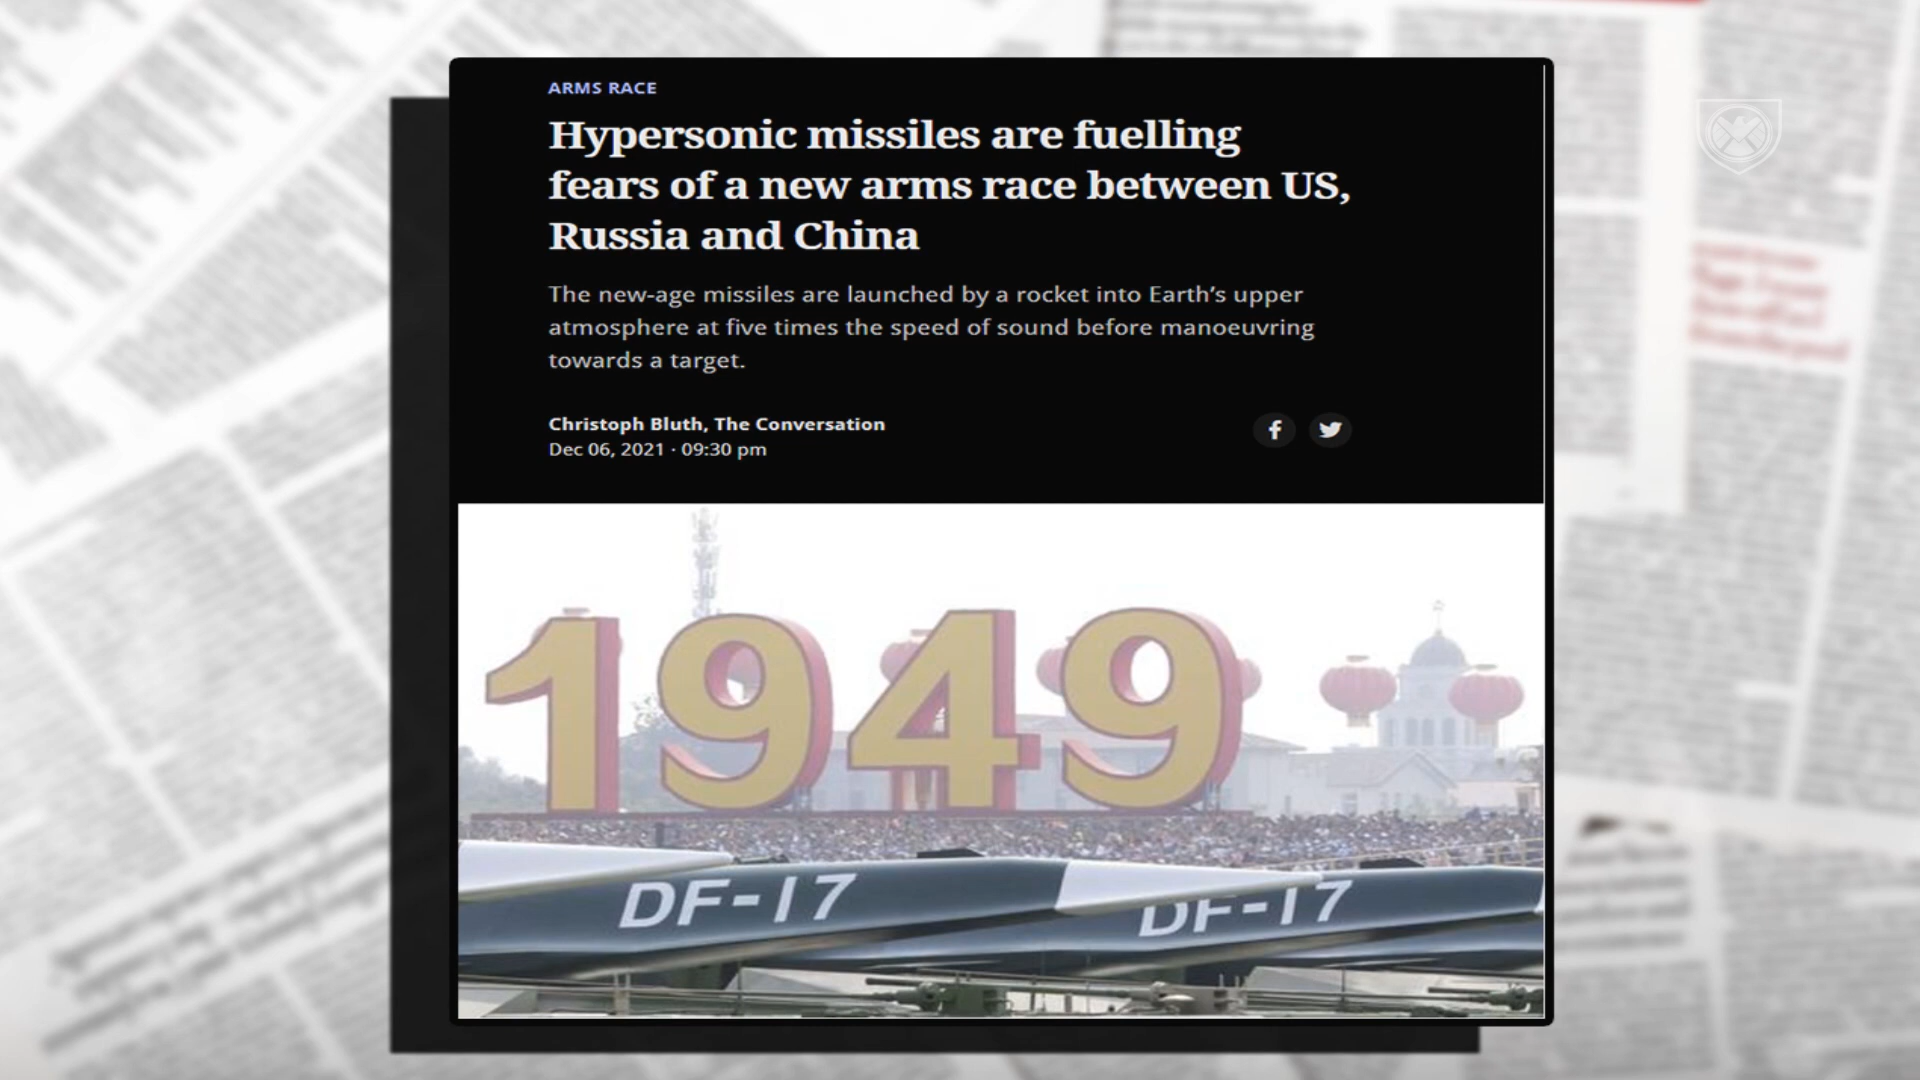 ARMS RACE
Hypersonic missiles are fuelling
fears of a new arms race between US,
Russia and China
The new-age missiles are launched by a rocket into Earth’s upper
atmosphere at five times the speed of sound before manoeuvring
towards a target.
Christoph Bluth, The Conversation
Dec 06, 2021 · 09:30 pm
1949
DF-17
DF-17